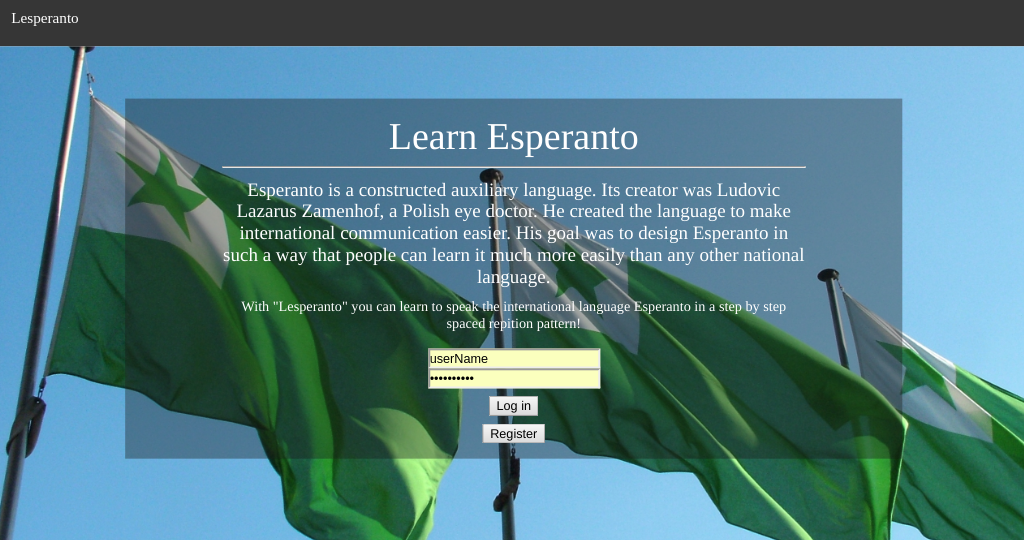 Lesperanto
Learn Esperanto
Esperanto is a constructed auxiliary language. Its creator was Ludovic
Lazarus Zamenhof, a Polish eye doctor. He created the language to make
international communication easier. His goal was to design Esperanto in
such a way that people can learn it much more easily than any other national
language.
With "Lesperanto" you can learn to speak the international language Esperanto in a step by step
spaced repition pattern!
userName
••••••••••
Log in
Register